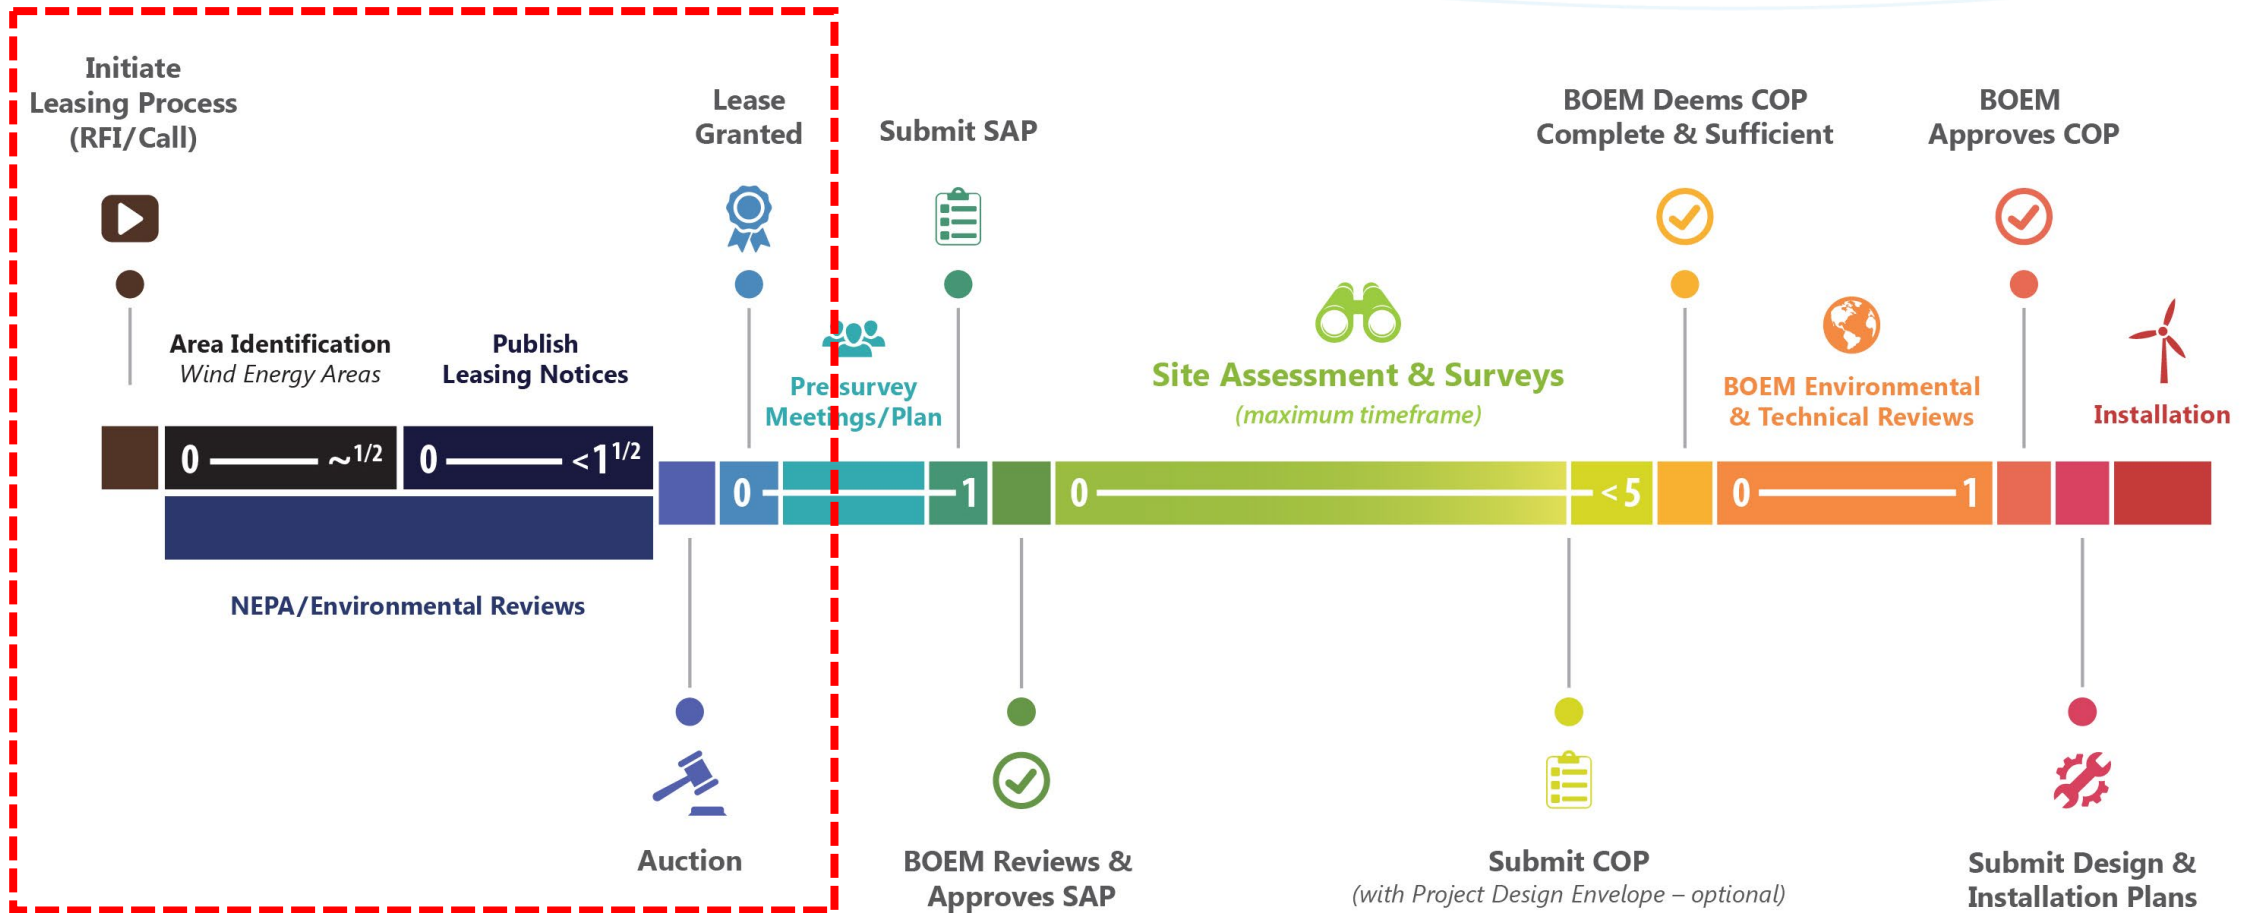 Initiate
Leasing Process
(RFI/Call)
Lease
Granted
Submit SAP
BOEM Deems COP
Complete & Sufficient
BOEM
Approves COP
Area Identification
Wind Energy Areas
Publish
Leasing Notices
Pre-survey
Meetings/Plan
Site Assessment & Surveys
(maximum timeframe)
BOEM Environmental
& Technical Reviews
Installation
0 ~1/2
0 <1 1/2
0 1
0 <5
0 1
NEPA/Environmental Reviews
Auction
BOEM Reviews &
Approves SAP
Submit COP
(with Project Design Envelope – optional)
Submit Design &
Installation Plans